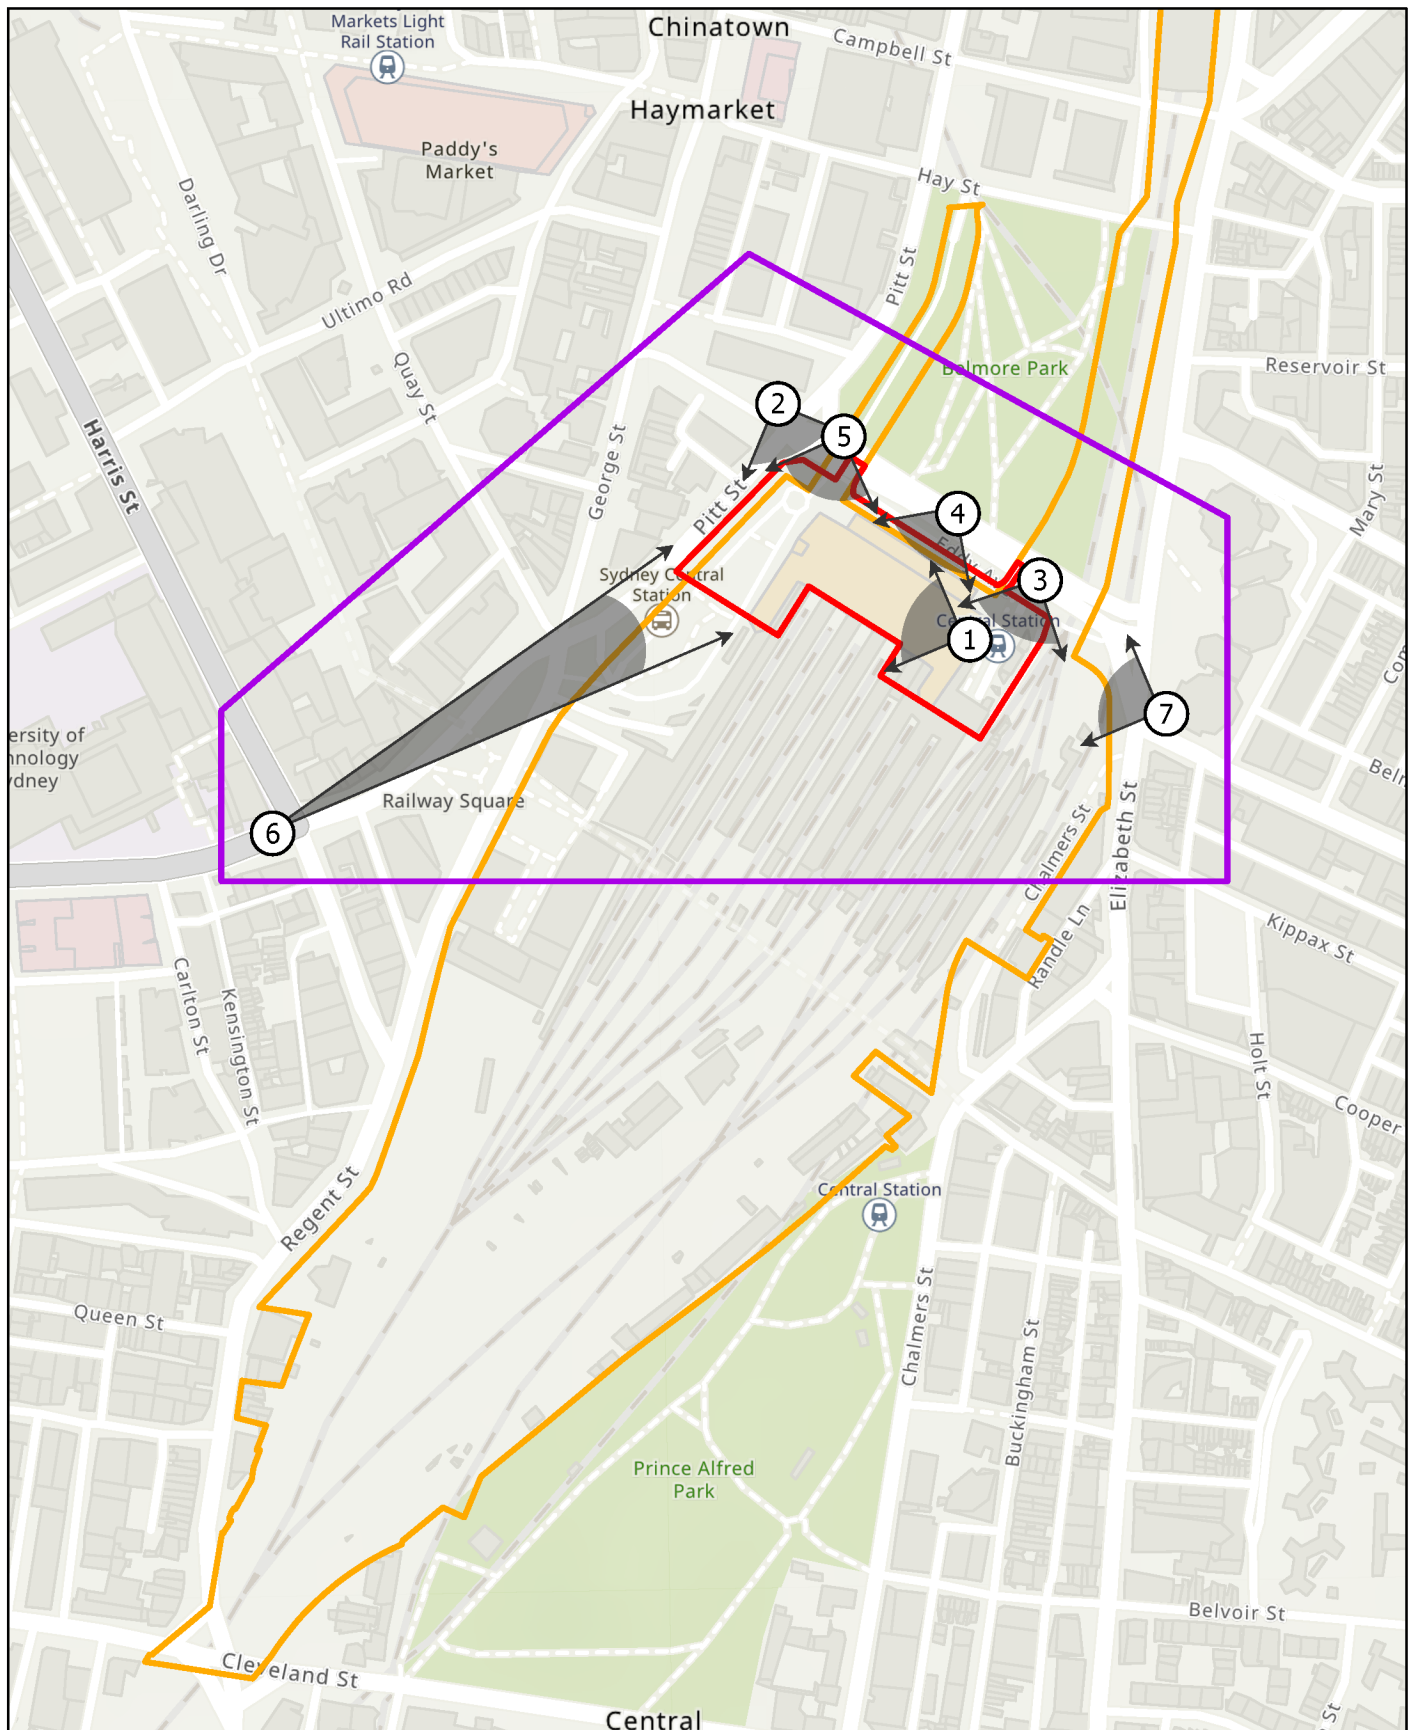 Markets Light
Rail Station
Chinatown
Campbell St
Haymarket
Paddy's
Market
Hay St
Darling Dr
Pitt St
Ultimo Rd
Belmore Park
Reservoir St
Quay St
2
5
Harris St
George St
Pitt St
4
Mary St
Eddy
Sydney Central
Station
3
Central Station
1
7
ersity of
nnology
ydney
Railway Square
6
Chalmers St
Elizabeth St
Randle Ln
Kippax St
Carlton St
Kensington St
Holt St
Cooper
Regent St
Central Station
Queen St
Chalmers St
Buckingham St
Prince Alfred
Park
Belvoir St
Cleveland St
Central
St